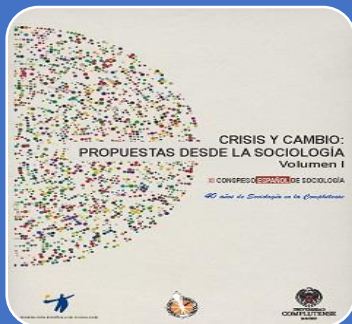 CRISIS Y CAMBIO:
PROPUESTAS DESDE LA SOCIOLOGÍA
Volumen I
XI CONGRESO ESPAÑOL DE SOCIOLOGÍA
40 años de Sociología en la Complutense
UNIVERSIDAD
COMPLUTENSE